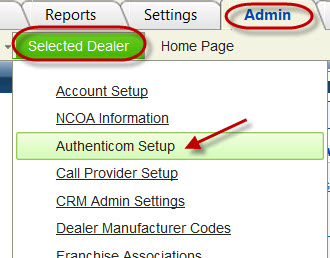 Reports Settings Admin
Selected Dealer Home Page
Account Setup
NCOA Information
Authenticom Setup
Call Provider Setup
CRM Admin Settings
Dealer Manufacturer Codes
Franchise Associations